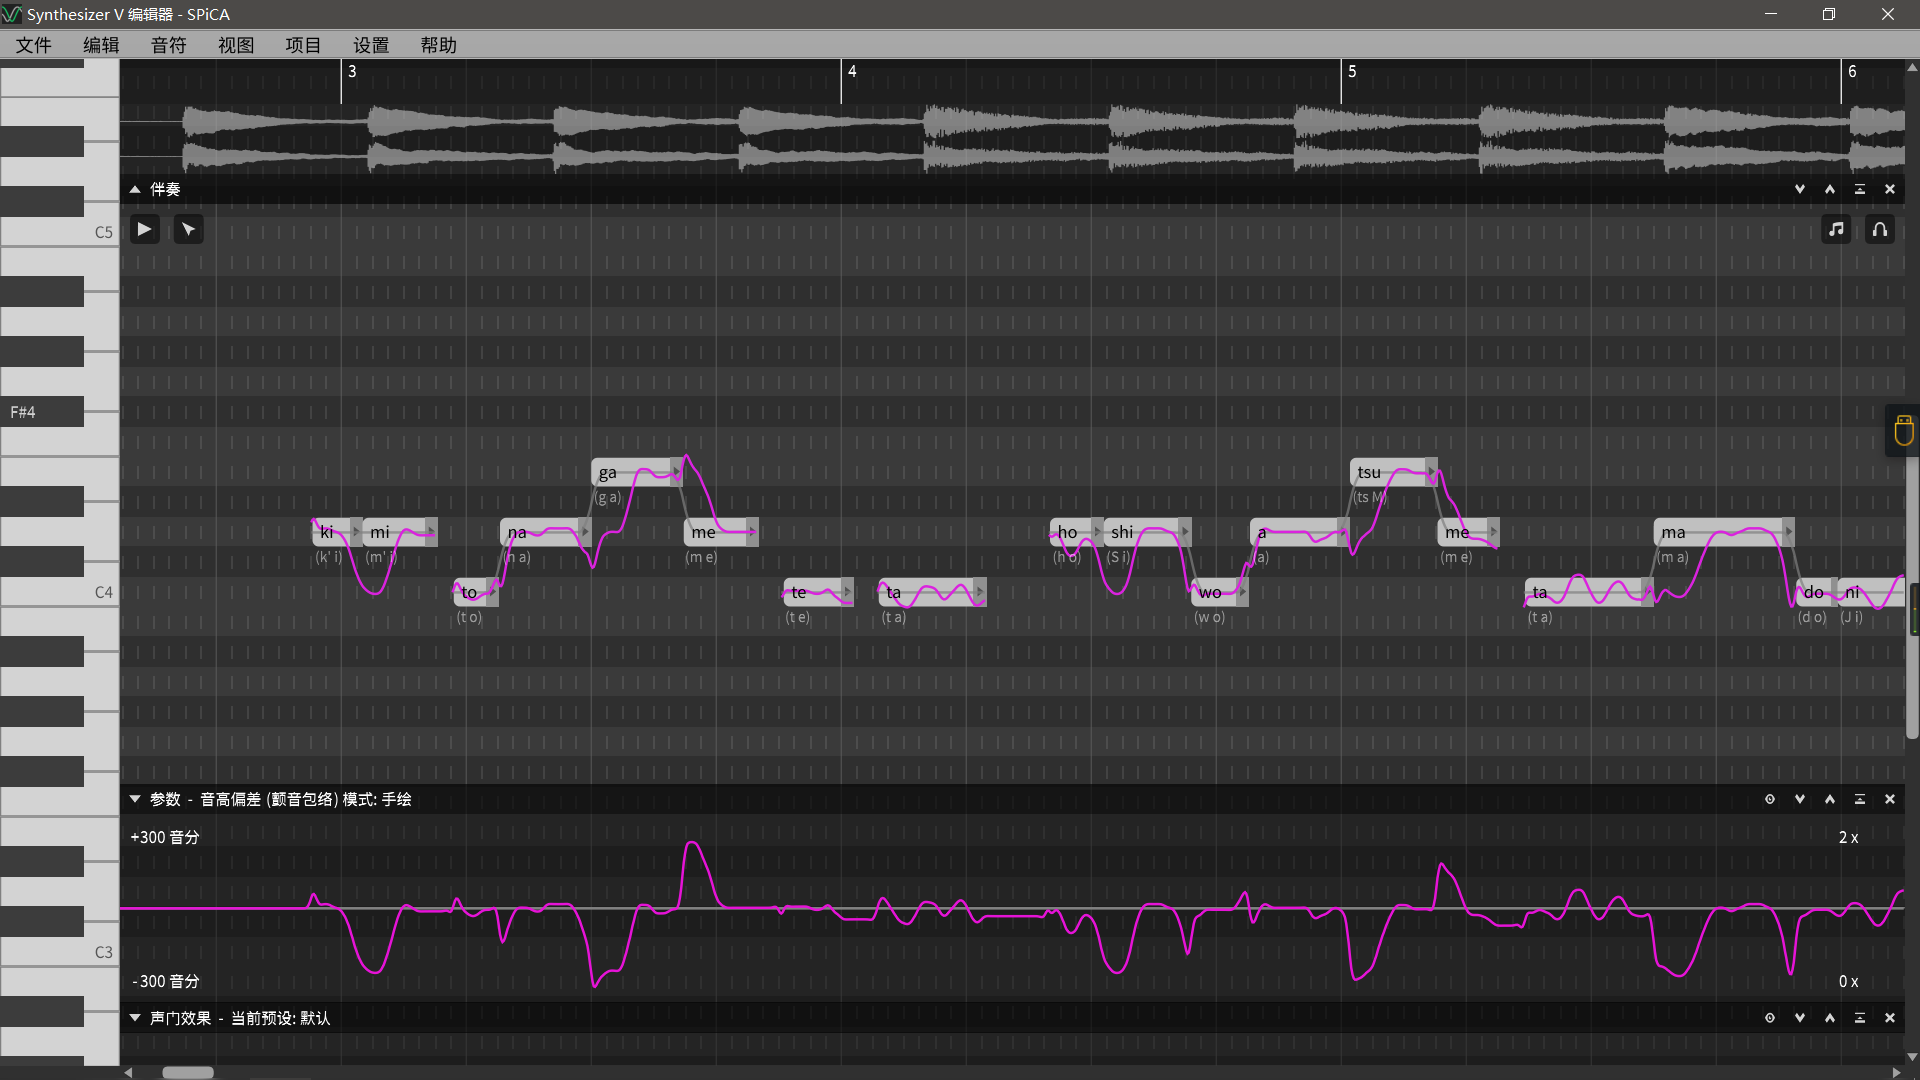 Synthesizer V 编辑器 - SPiCA
文件 编辑 音符 视图 项目 设置 帮助
3 4 5 6
伴奏
C5
F#4
ga tsu
(g a) (ts M)
ki mi na me ho shi a me ma
(k' i) (m' i) (n a) (m e) (h o) (S i) (a) (m e) (m a)
C4 to te ta wo ta do ni
(t o) (t e) (t a) (w o) (t a) (d o) (J i)
参数 - 音高偏差 (颤音包络) 模式: 手绘
+300 音分 2 x
C3
-300 音分 0 x
声门效果 - 当前预设: 默认